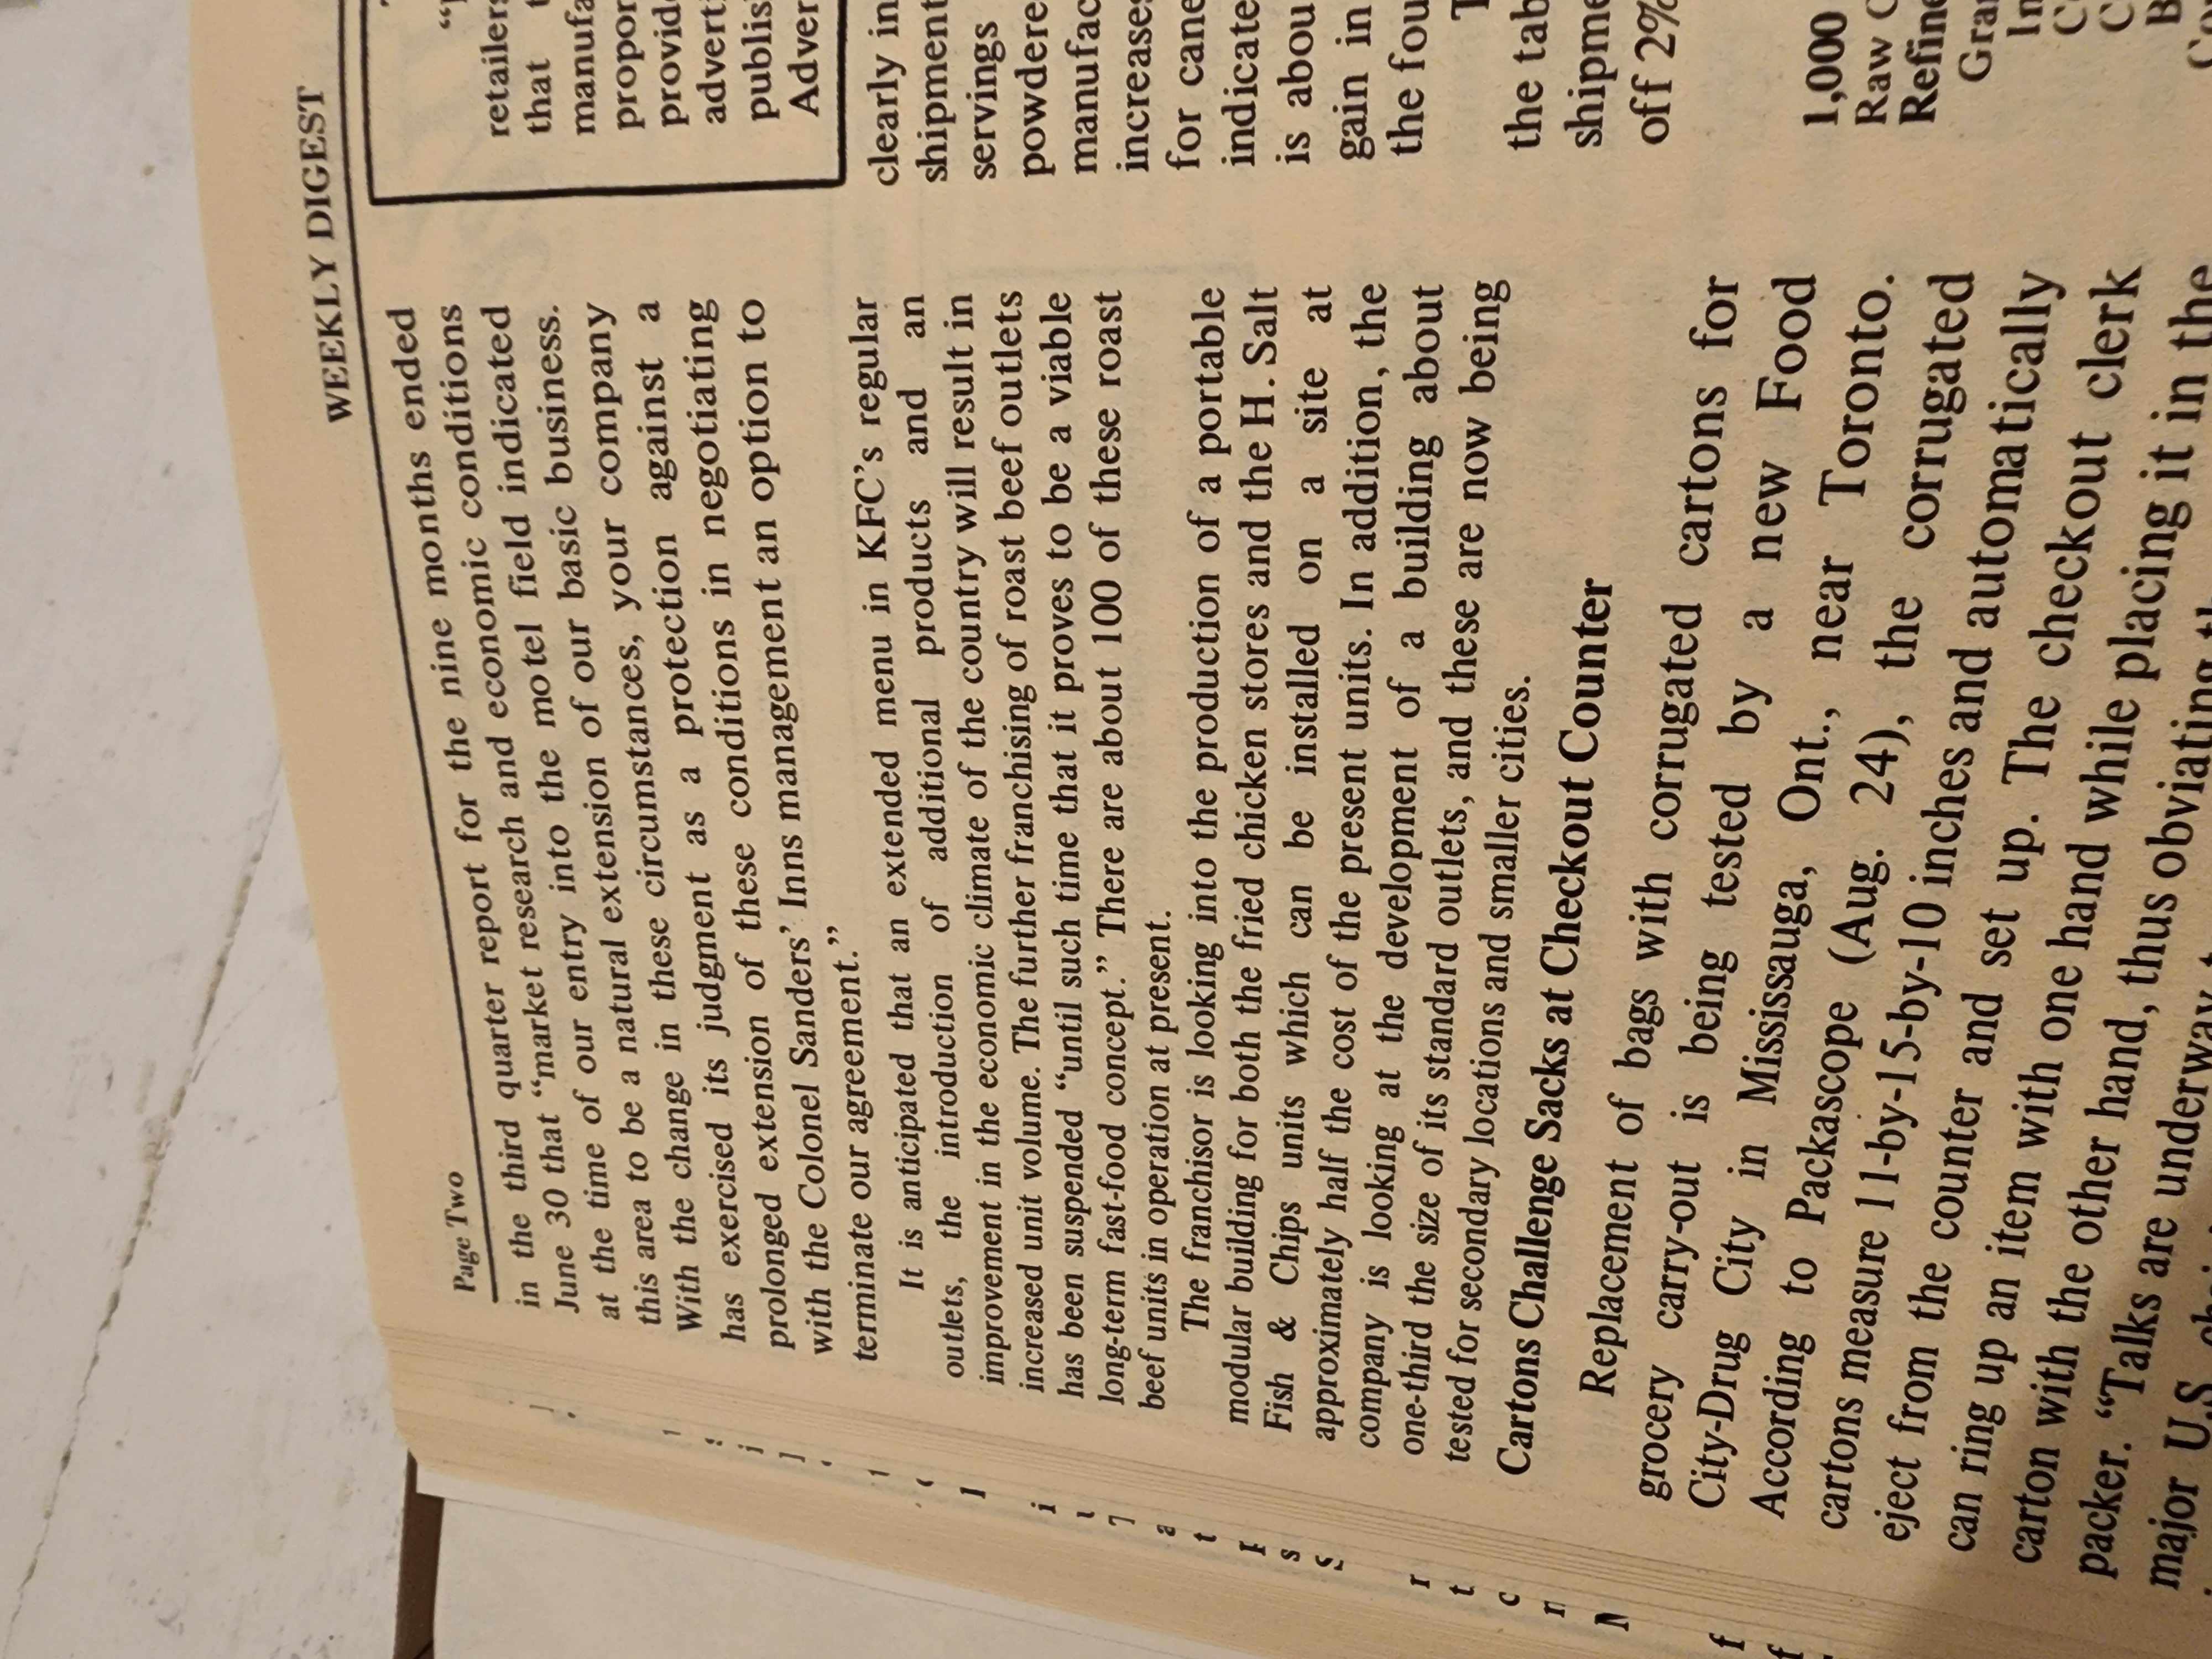 Page Two
WEEKLY DIGEST
in the third quarter report for the nine months ended
June 30 that “market research and economic conditions
at the time of our entry into the motel field indicated
this area to be a natural extension of our basic business.
With the change in these circumstances, your company
has exercised its judgment as a protection against a
prolonged extension of these conditions in negotiating
with the Colonel Sanders’ Inns management an option to
terminate our agreement.”
It is anticipated that an extended menu in KFC’s regular
outlets, the introduction of additional products and an
improvement in the economic climate of the country will result in
increased unit volume. The further franchising of roast beef outlets
has been suspended “until such time that it proves to be a viable
long-term fast-food concept.” There are about 100 of these roast
beef units in operation at present.
The franchisor is looking into the production of a portable
modular building for both the fried chicken stores and the H. Salt
Fish & Chips units which can be installed on a site at
approximately half the cost of the present units. In addition, the
company is looking at the development of a building about
one-third the size of its standard outlets, and these are now being
tested for secondary locations and smaller cities.
Cartons Challenge Sacks at Checkout Counter
Replacement of bags with corrugated cartons for
grocery carry-out is being tested by a new Food
City-Drug City in Mississauga, Ont., near Toronto.
According to Packascope (Aug. 24), the corrugated
cartons measure 11-by-15-by-10 inches and automatically
eject from the counter and set up. The checkout clerk
can ring up an item with one hand while placing it in the
carton with the other hand, thus obviating
packer. “Talks are underway
major U.S.
retailers
that
clearly in
shipment
servings
powdere
manufac
increases
for cane
indicate
is abou
gain in
the fou
the tab
shipme
off 2%
1,000
Raw
Refine